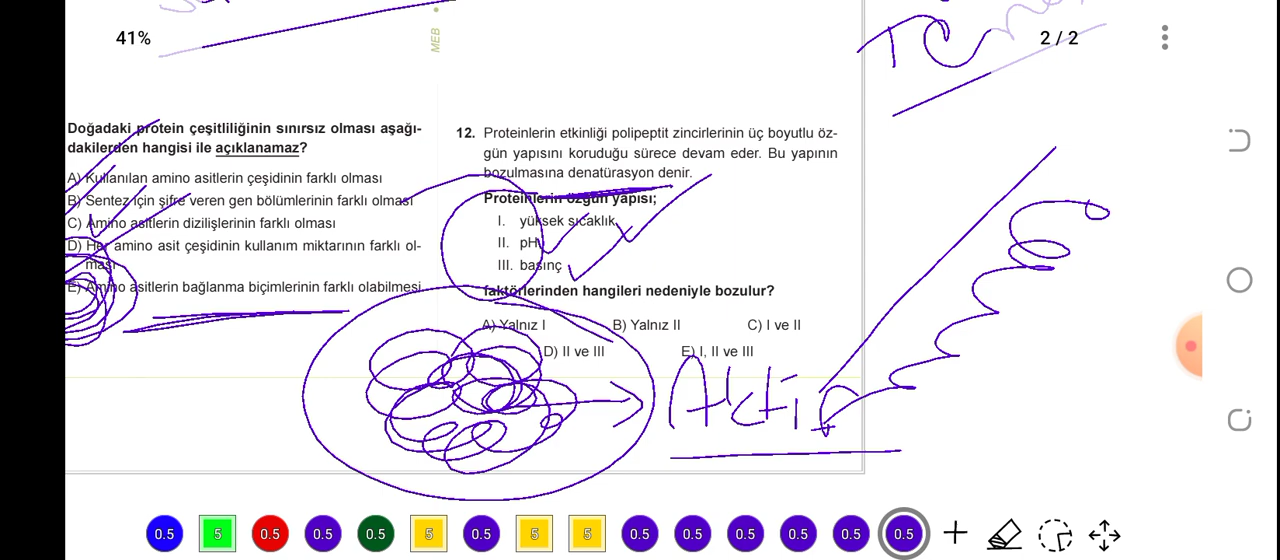 41%
MEB
2 / 2
TC
Doğadaki protein çeşitliliğinin sınırsız olması aşağı-
dakilerden hangisi ile açıklanamaz?
A) Kullanılan amino asitlerin çeşidinin farklı olması
B) Sentez için şifre veren gen bölümlerinin farklı olması
C) Amino asitlerin dizilişlerinin farklı olması
D) Her amino asit çeşidinin kullanım miktarının farklı ol-
ması
E) Amino asitlerin bağlanma biçimlerinin farklı olabilmesi
12. Proteinlerin etkinliği polipeptit zincirlerinin üç boyutlu öz-
gün yapısını koruduğu sürece devam eder. Bu yapının
bozulmasına denatürasyon denir.
Proteinlerin özgün yapısı;
I. yüksek sıcaklık,
II. pH,
III. basınç
faktörlerinden hangileri nedeniyle bozulur?
A) Yalnız I B) Yalnız II C) I ve II
D) II ve III E) I, II ve III
Aktif
0.5 5 0.5 0.5 0.5 5 0.5 5 5 0.5 0.5 0.5 0.5 0.5 0.5